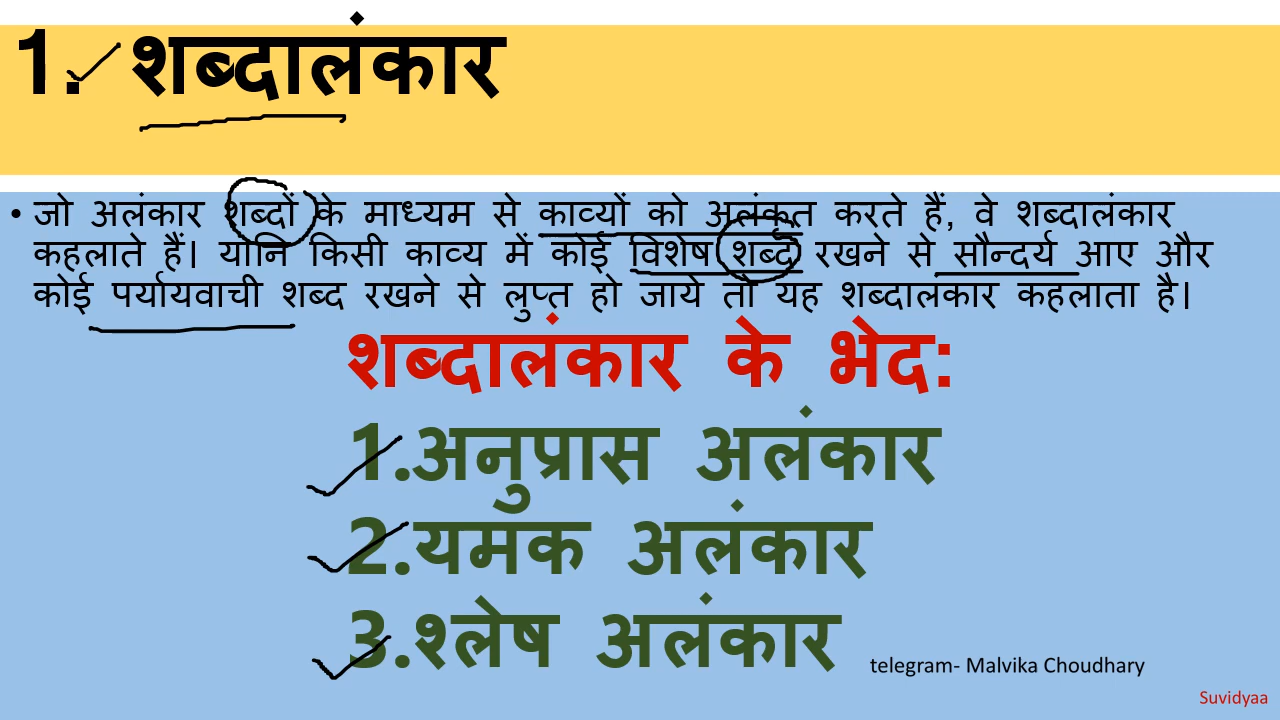 1. शब्दालंकार
• जो अलंकार शब्दों के माध्यम से काव्यों को अलंकृत करते हैं, वे शब्दालंकार
कहलाते हैं। यानि किसी काव्य में कोई विशेष शब्द रखने से सौन्दर्य आए और
कोई पर्यायवाची शब्द रखने से लुप्त हो जाये तो यह शब्दालंकार कहलाता है।
शब्दालंकार के भेद:
1.अनुप्रास अलंकार
2.यमक अलंकार
3.श्लेष अलंकार
telegram- Malvika Choudhary
Suvidyaa